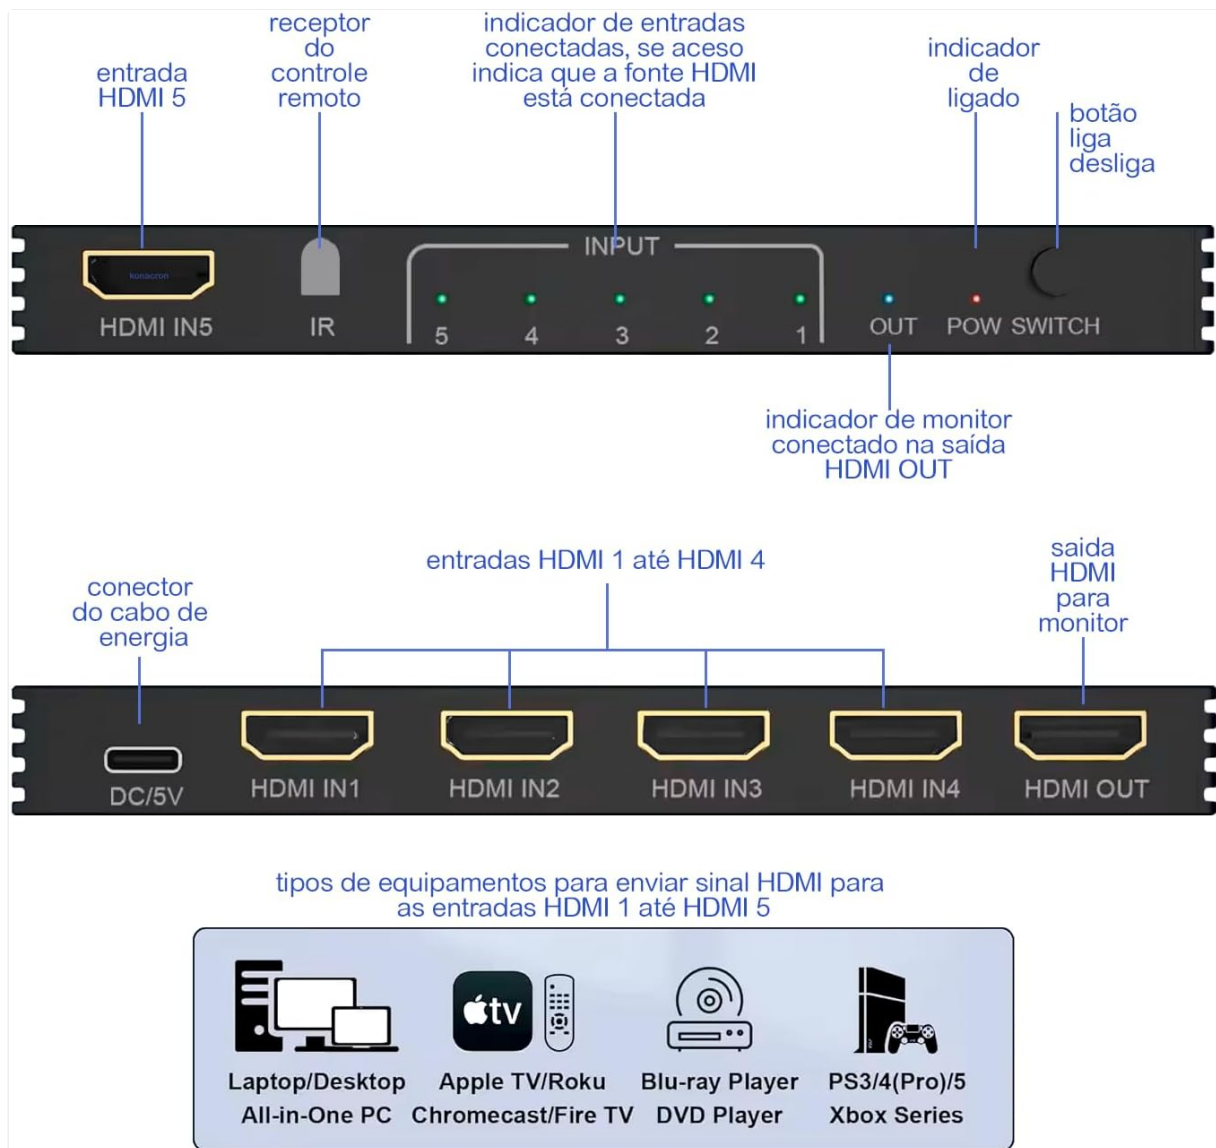 receptor
do
controle
remoto
indicador de entradas
conectadas, se aceso
indica que a fonte HDMI
está conectada
indicador
de
ligado
entrada
HDMI 5
botão
liga
desliga
INPUT
konacron
HDMI IN5
IR
5
4
3
2
1
OUT
POW
SWITCH
indicador de monitor
conectado na saída
HDMI OUT
entradas HDMI 1 até HDMI 4
saida
HDMI
para
monitor
conector
do cabo de
energia
DC/5V
HDMI IN1
HDMI IN2
HDMI IN3
HDMI IN4
HDMI OUT
tipos de equipamentos para enviar sinal HDMI para
as entradas HDMI 1 até HDMI 5
tv
Laptop/Desktop
All-in-One PC
Apple TV/Roku
Chromecast/Fire TV
Blu-ray Player
DVD Player
PS3/4(Pro)/5
Xbox Series